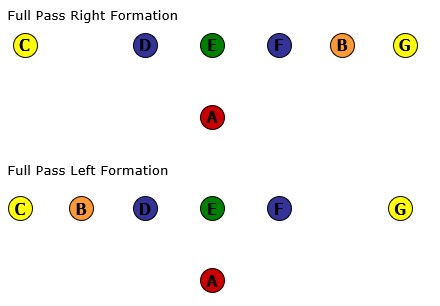 Full Pass Right Formation
C D E F B G
A
Full Pass Left Formation
C B D E F G
A